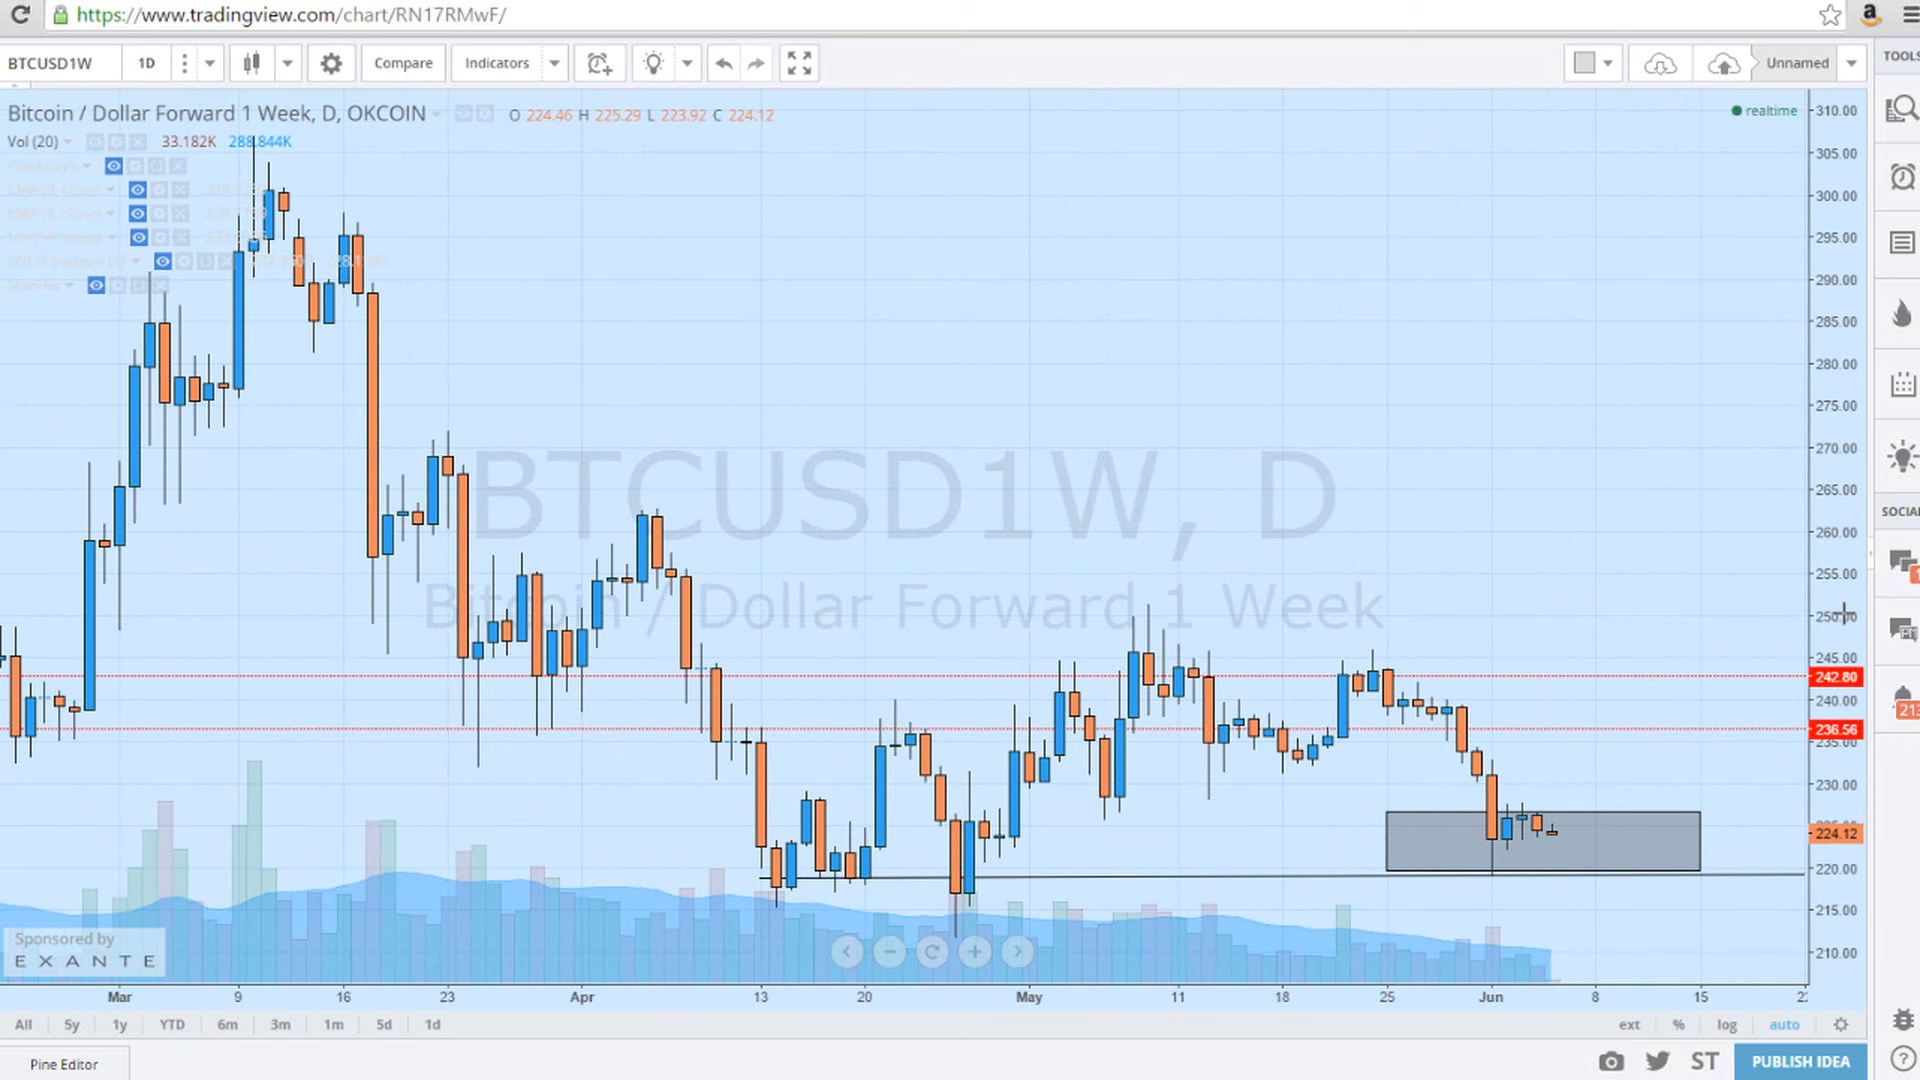 https://www.tradingview.com/chart/RN17RMwF/
BTCUSD1W 1D Compare Indicators Unnamed TOOLS
Bitcoin / Dollar Forward 1 Week, D, OKCOIN O 224.46 H 225.29 L 223.92 C 224.12 realtime
Vol (20) 33.182K 288.844K
310.00
305.00
300.00
295.00
290.00
285.00
280.00
275.00
270.00
265.00
260.00
255.00
245.00
242.80
240.00
236.56
235.00
230.00
224.12
220.00
215.00
210.00
SOCIAL
213
BTCUSD1W, D
Bitcoin / Dollar Forward 1 Week
Sponsored by
EXANTE
Mar 9 16 23 Apr 13 20 May 11 18 25 Jun 8 15
All 5y 1y YTD 6m 3m 1m 5d 1d ext % log auto
Pine Editor ST PUBLISH IDEA